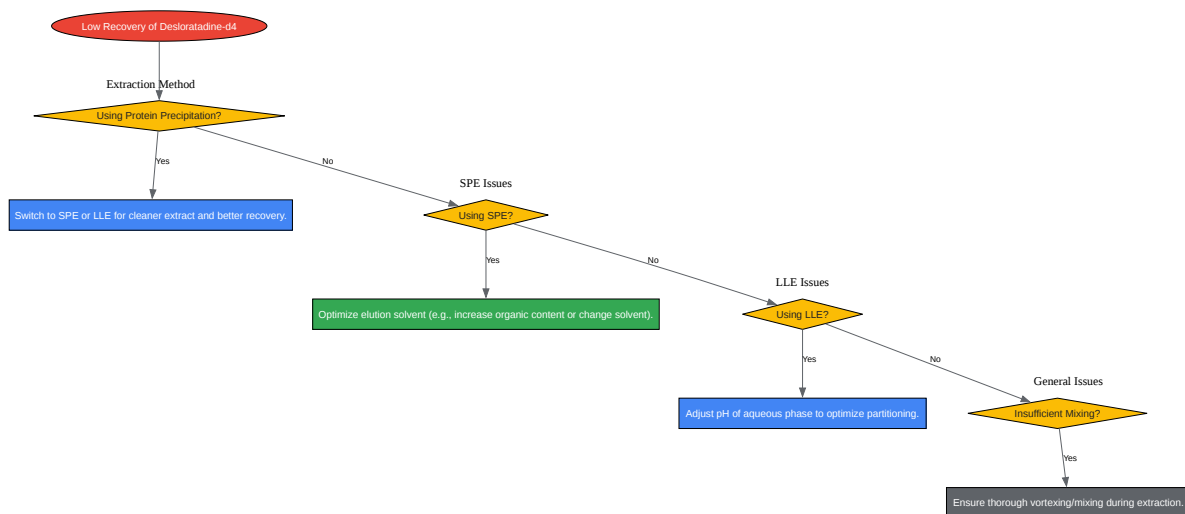 Low Recovery of Desloratadine-d4
Extraction Method
Using Protein Precipitation?
Yes
No
Switch to SPE or LLE for cleaner extract and better recovery.
SPE Issues
Using SPE?
Yes
No
Optimize elution solvent (e.g., increase organic content or change solvent).
LLE Issues
Using LLE?
Yes
No
Adjust pH of aqueous phase to optimize partitioning.
General Issues
Insufficient Mixing?
Yes
Ensure thorough vortexing/mixing during extraction.